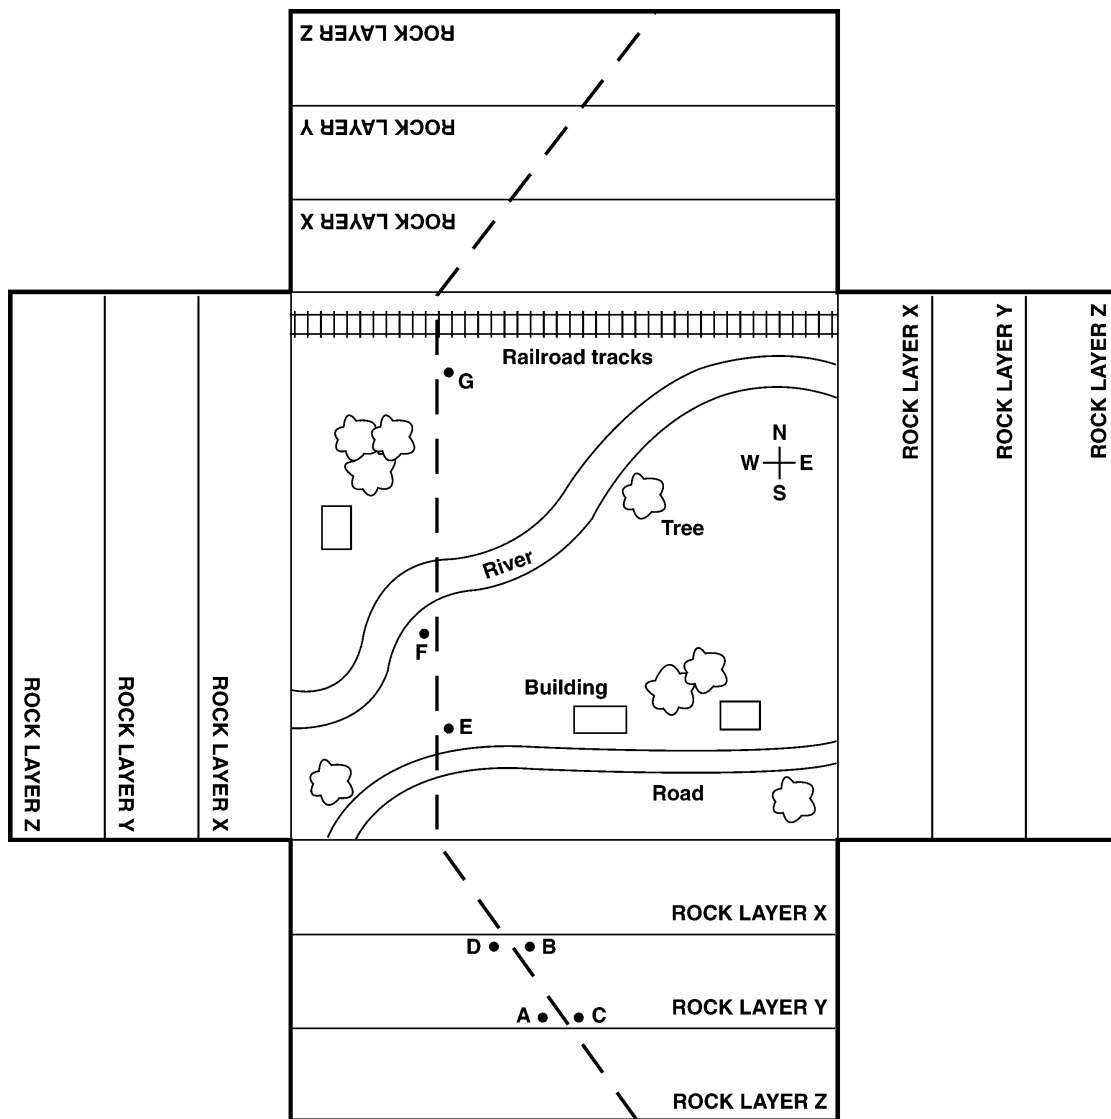 ROCK LAYER Z
ROCK LAYER Y
ROCK LAYER X
Railroad tracks
G
N
W E
S
Tree
River
F
Building
E
Road
ROCK LAYER Z
ROCK LAYER Y
ROCK LAYER X
ROCK LAYER X
ROCK LAYER Y
ROCK LAYER Z
ROCK LAYER X
D B
A C
ROCK LAYER Y
ROCK LAYER Z